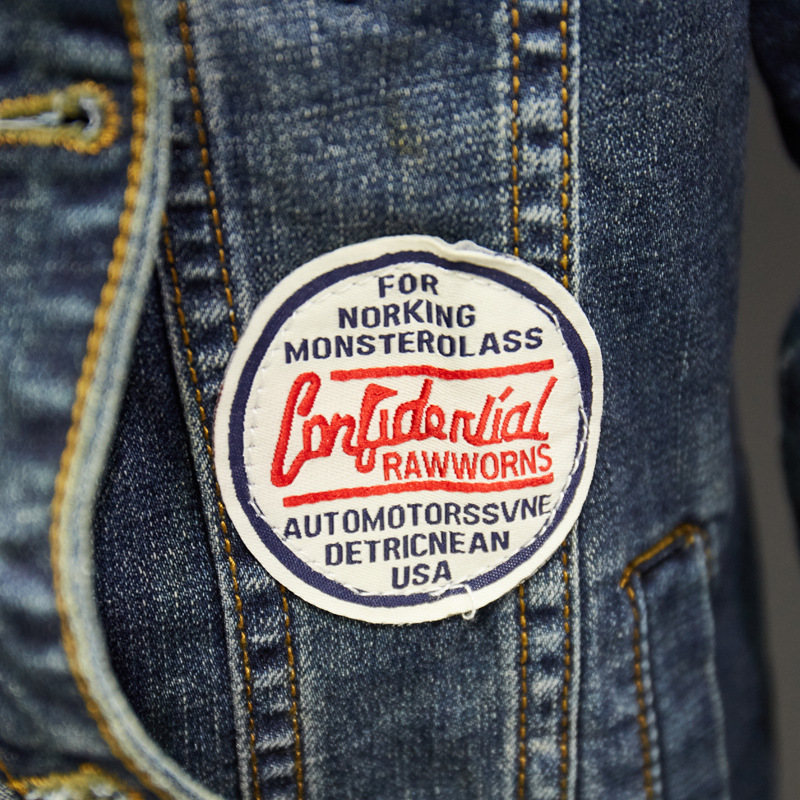 FOR
NORKING
MONSTEROLASS
Confidential
RAWWORNS
AUTOMOTORSSVNE
DETRICNEAN
USA